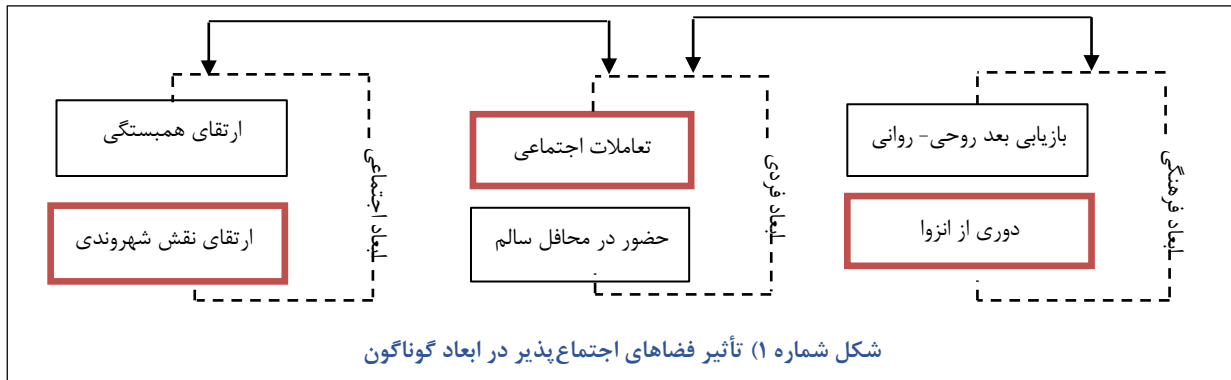 بازیابی بعد روحی- روانی
دوری از انزوا
ابعاد فرهنگی
تعاملات اجتماعی
حضور در محافل سالم
ابعاد فردی
ارتقای همبستگی
ارتقای نقش شهروندی
ابعاد اجتماعی
شکل شماره ۱) تأثیر فضاهای اجتماع‌پذیر در ابعاد گوناگون